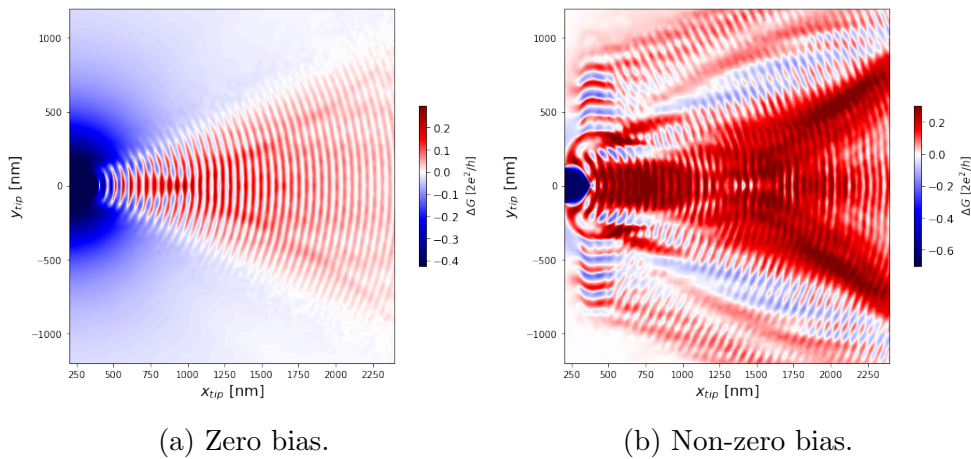 1000
500
0
−500
−1000
y_tip [nm]
250 500 750 1000 1250 1500 1750 2000 2250
x_tip [nm]
0.2
0.1
0.0
−0.1
−0.2
−0.3
−0.4
ΔG [2e²/h]
(a) Zero bias.
1000
500
0
−500
−1000
y_tip [nm]
250 500 750 1000 1250 1500 1750 2000 2250
x_tip [nm]
0.2
0.0
−0.2
−0.4
−0.6
ΔG [2e²/h]
(b) Non-zero bias.